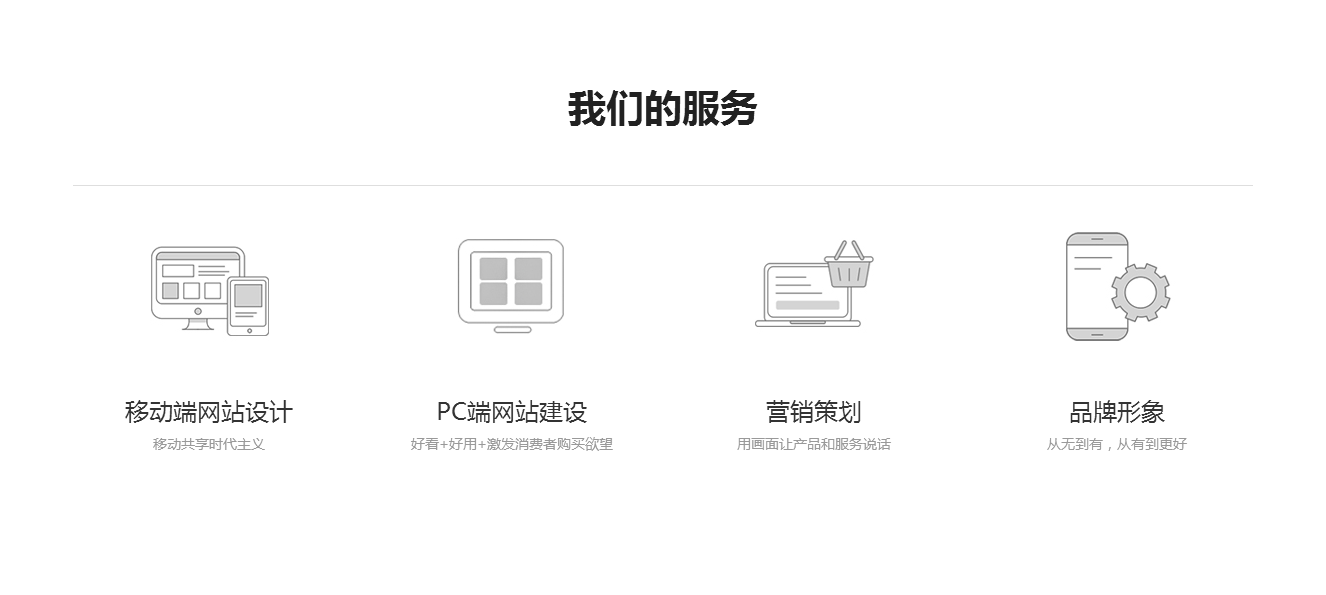 我们的服务
移动端网站设计
移动共享时代主义
PC端网站建设
好看+好用+激发消费者购买欲望
营销策划
用画面让产品和服务说话
品牌形象
从无到有，从有到更好